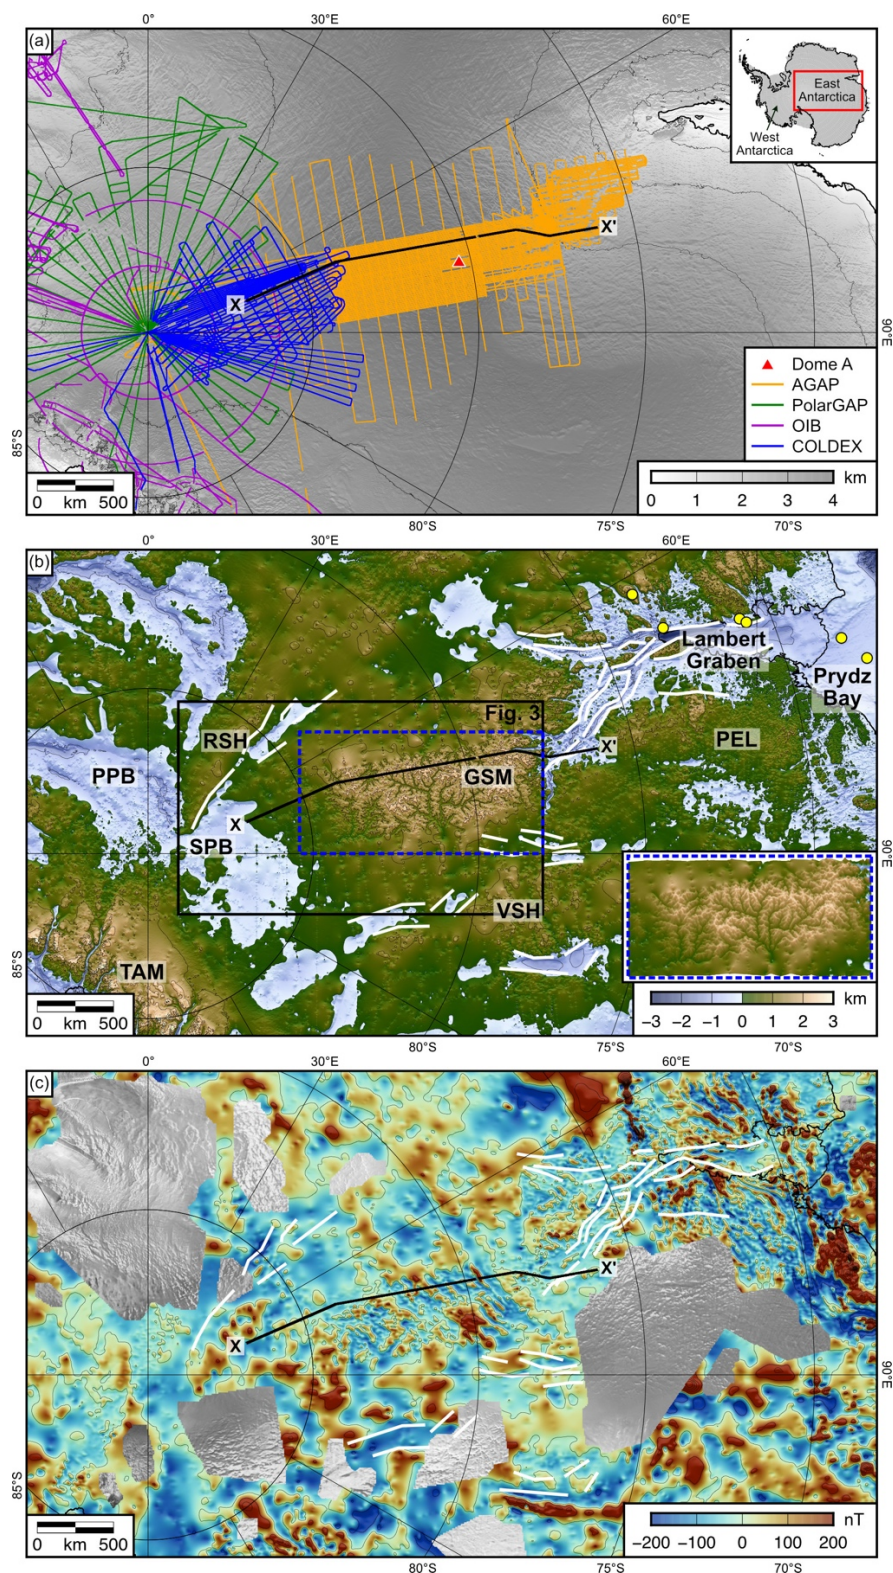 (a)
0°
30°E
60°E
East
Antarctica
West
Antarctica
X
X'
Dome A
AGAP
PolarGAP
OIB
COLDEX
90°E
85°S
0 km 500
km
0 1 2 3 4
0°
30°E
80°S
75°S
60°E
70°S
(b)
Lambert
Graben
Prydz
Bay
Fig. 3
RSH
PEL
PPB
GSM
X
X'
SPB
VSH
TAM
90°E
85°S
0 km 500
km
−3 −2 −1 0 1 2 3
0°
30°E
80°S
75°S
60°E
70°S
(c)
X
X'
90°E
85°S
0 km 500
nT
−200 −100 0 100 200
80°S
75°S
70°S